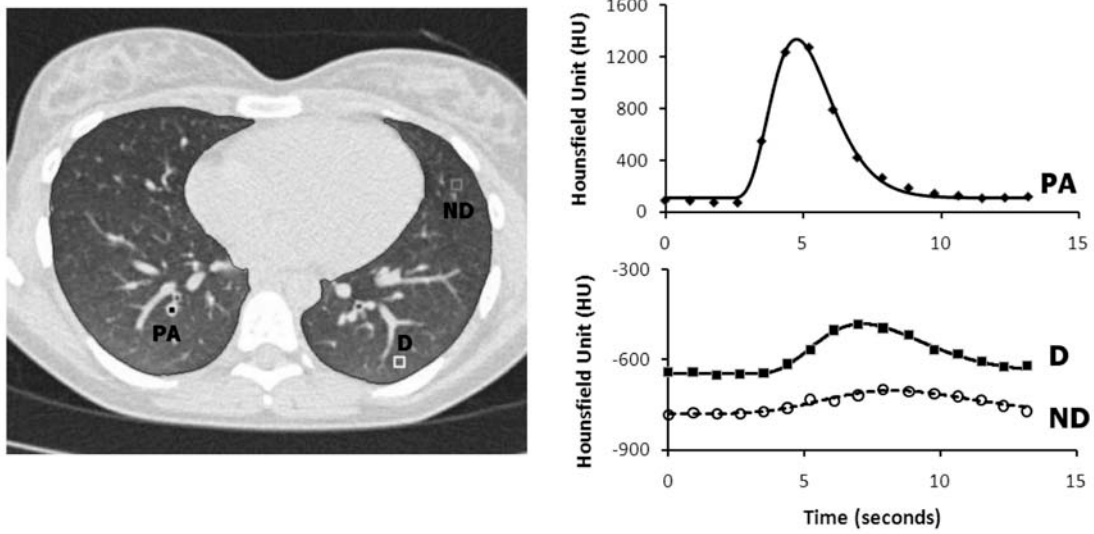 ND
PA
D
Hounsfield Unit (HU)
1600
1200
800
400
0
0
5
10
15
PA
Hounsfield Unit (HU)
-300
-600
-900
0
5
10
15
D
ND
Time (seconds)